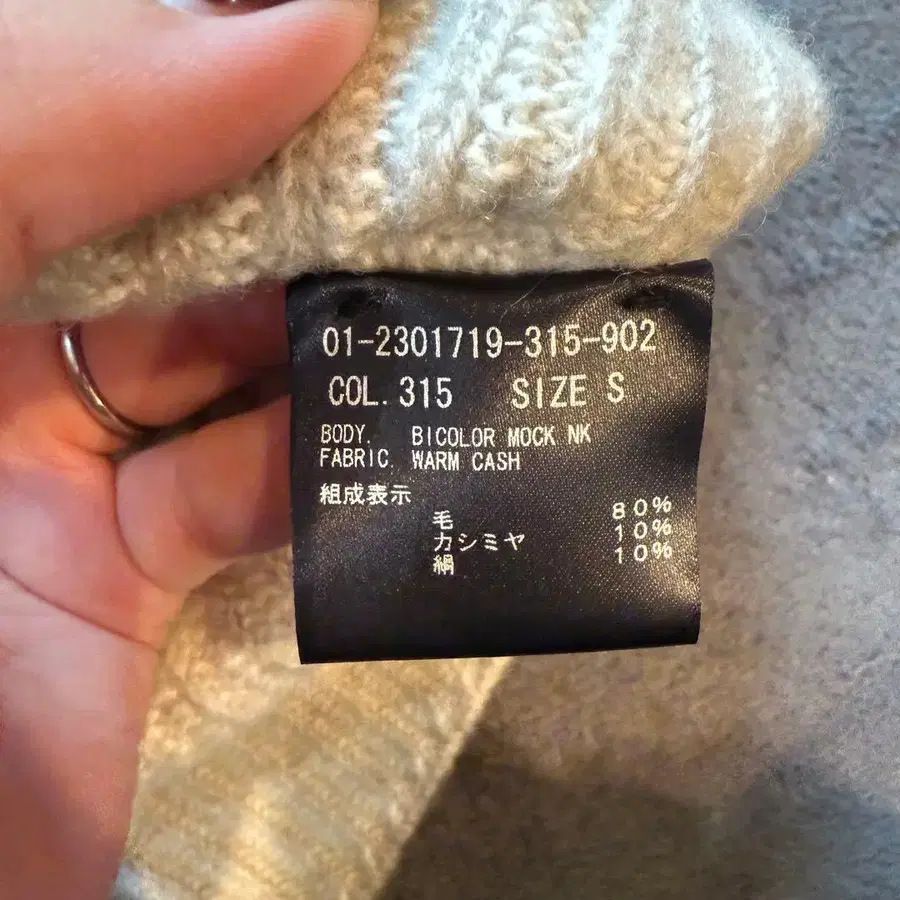 01-2301719-315-902
COL. 315 SIZE S
BODY. BICOLOR MOCK NK
FABRIC. WARM CASH
組成表示
毛 80%
カシミヤ 10%
絹 10%